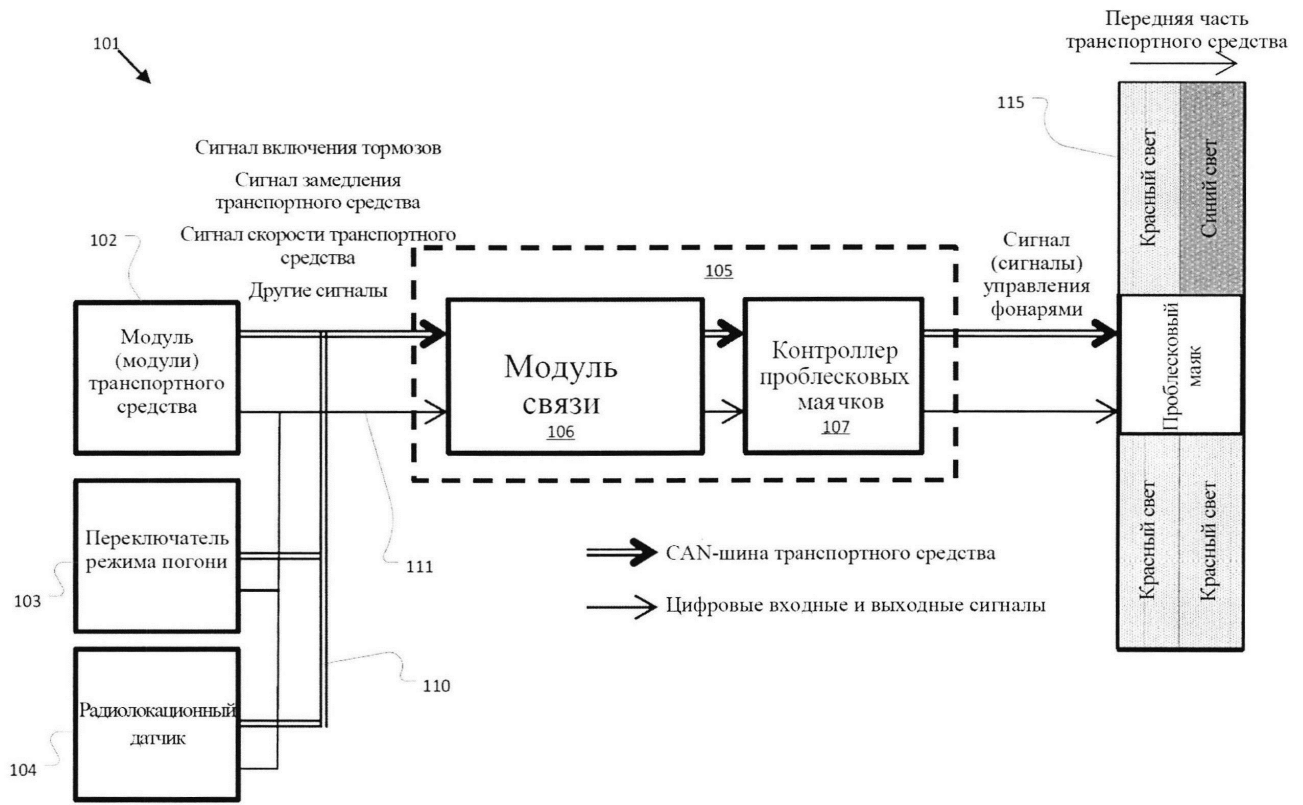 Передняя часть
транспортного средства
101
115
Сигнал включения тормозов
Сигнал замедления
транспортного средства
Сигнал скорости транспортного
средства
Другие сигналы
102
Модуль
(модули)
транспортного
средства
105
Модуль
связи
106
Контроллер
проблесковых
маячков
107
Сигнал
(сигналы)
управления
фонарями
Красный свет
Синий свет
Проблесковый
маяк
Красный свет
Красный свет
Переключатель
режима погони
103
111
CAN-шина транспортного средства
Цифровые входные и выходные сигналы
110
Радиолокационный
датчик
104